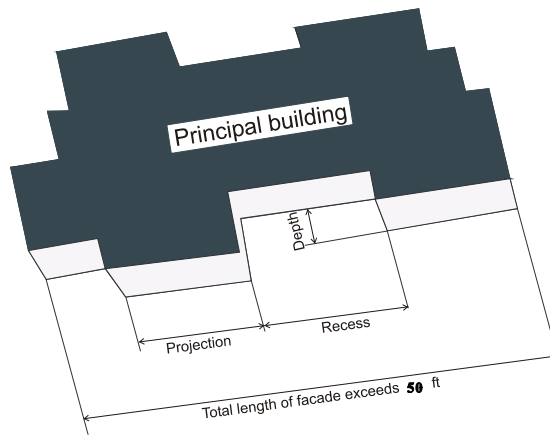 Principal building
Depth
Projection
Recess
Total length of facade exceeds 50 ft